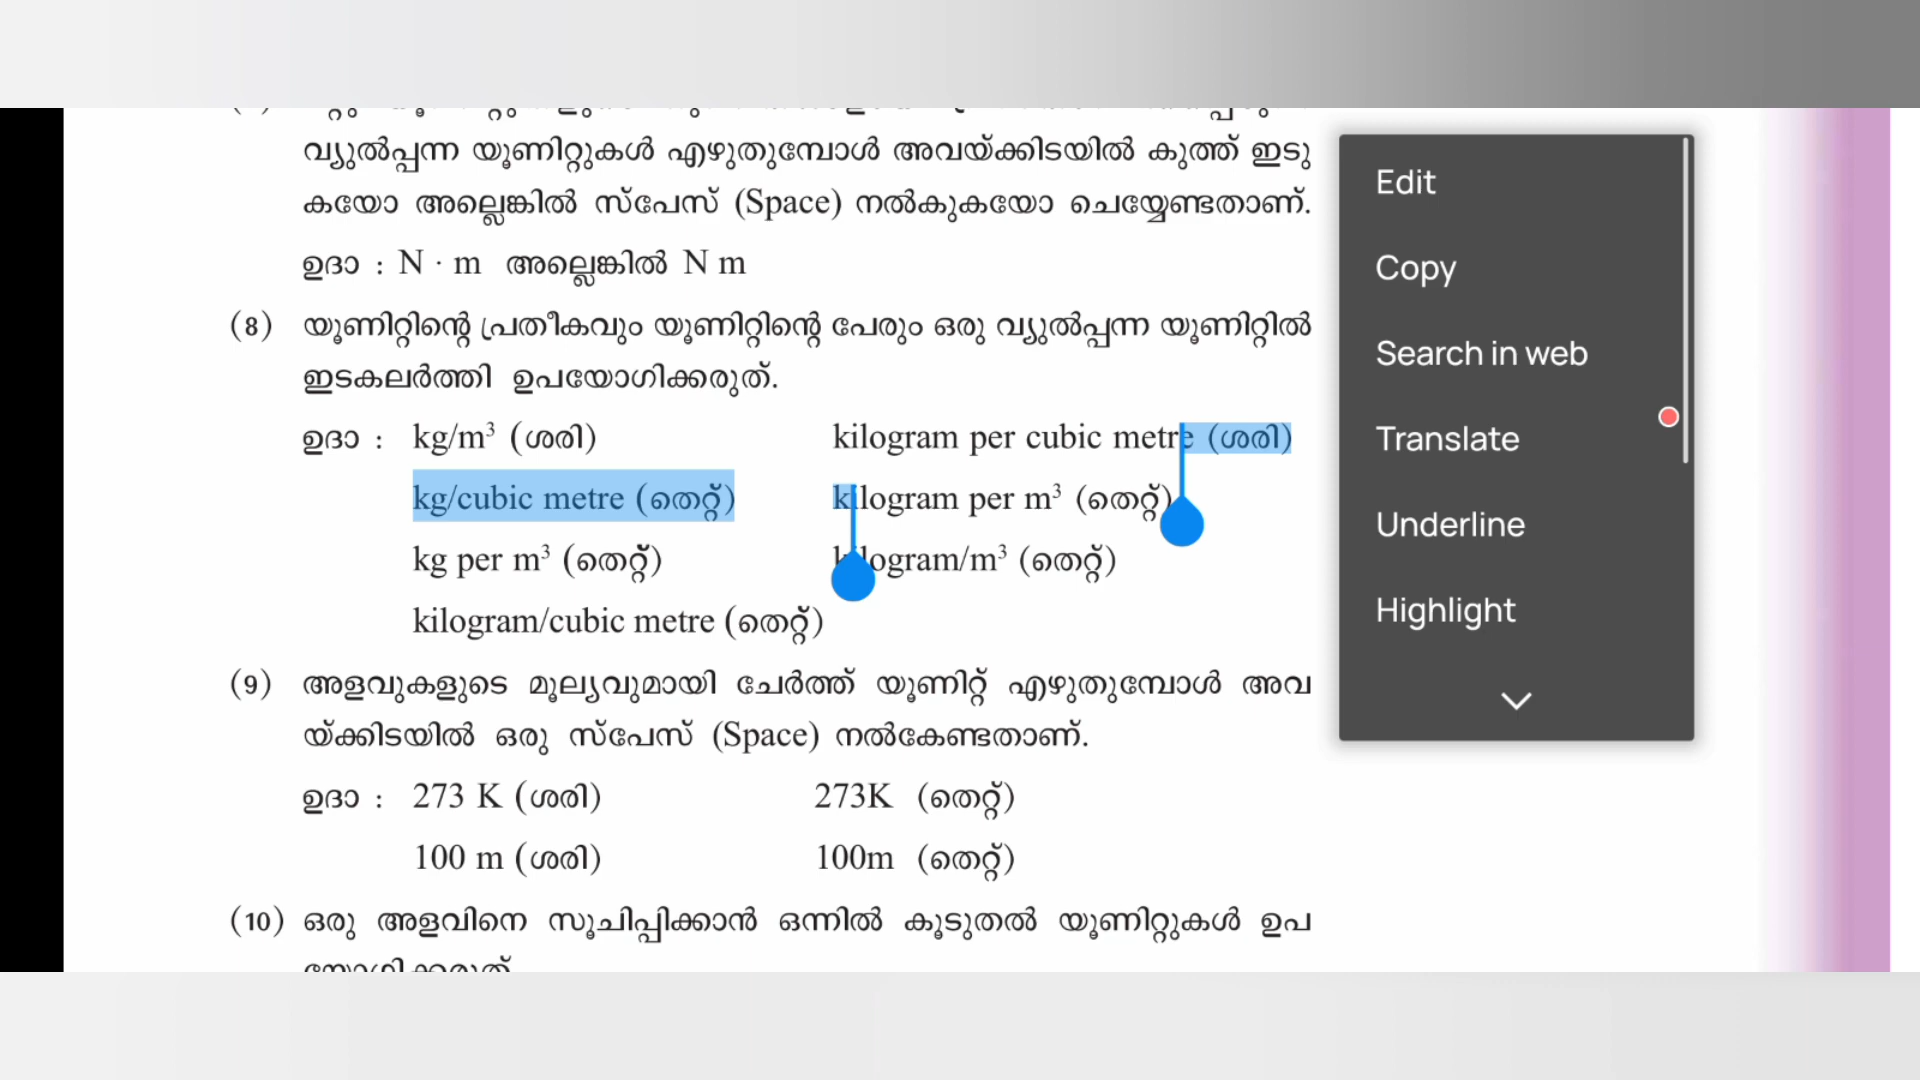 വ്യുൽപ്പന്ന യൂണിറ്റുകൾ എഴുതുമ്പോൾ അവയ്ക്കിടയിൽ കുത്ത് ഇടു
കയോ അല്ലെങ്കിൽ സ്പേസ് (Space) നൽകുകയോ ചെയ്യേണ്ടതാണ്.
ഉദാ : N · m അല്ലെങ്കിൽ N m
(8) യൂണിറ്റിന്റെ പ്രതീകവും യൂണിറ്റിന്റെ പേരും ഒരു വ്യുൽപ്പന്ന യൂണിറ്റിൽ
ഇടകലർത്തി ഉപയോഗിക്കരുത്.
ഉദാ : kg/m³ (ശരി) kilogram per cubic metre (ശരി)
kg/cubic metre (തെറ്റ്) kilogram per m³ (തെറ്റ്)
kg per m³ (തെറ്റ്) kilogram/m³ (തെറ്റ്)
kilogram/cubic metre (തെറ്റ്)
(9) അളവുകളുടെ മൂല്യവുമായി ചേർത്ത് യൂണിറ്റ് എഴുതുമ്പോൾ അവ
യ്ക്കിടയിൽ ഒരു സ്പേസ് (Space) നൽകേണ്ടതാണ്.
ഉദാ : 273 K (ശരി) 273K (തെറ്റ്)
100 m (ശരി) 100m (തെറ്റ്)
(10) ഒരു അളവിനെ സൂചിപ്പിക്കാൻ ഒന്നിൽ കൂടുതൽ യൂണിറ്റുകൾ ഉപ
യോഗിക്കരുത്
Edit
Copy
Search in web
Translate
Underline
Highlight